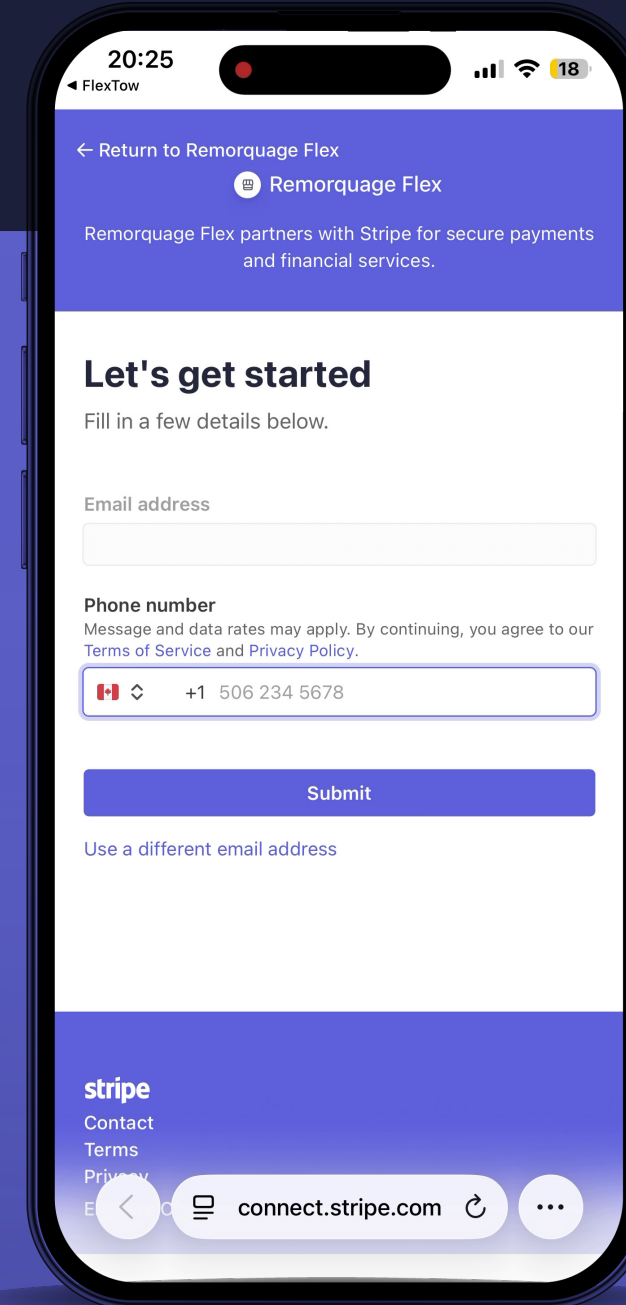 20:25
18
◀ FlexTow
← Return to Remorquage Flex
Remorquage Flex
Remorquage Flex partners with Stripe for secure payments
and financial services.
Let's get started
Fill in a few details below.
Email address
Phone number
Message and data rates may apply. By continuing, you agree to our
Terms of Service and Privacy Policy.
+1 506 234 5678
Submit
Use a different email address
stripe
Contact
Terms
Privacy
connect.stripe.com